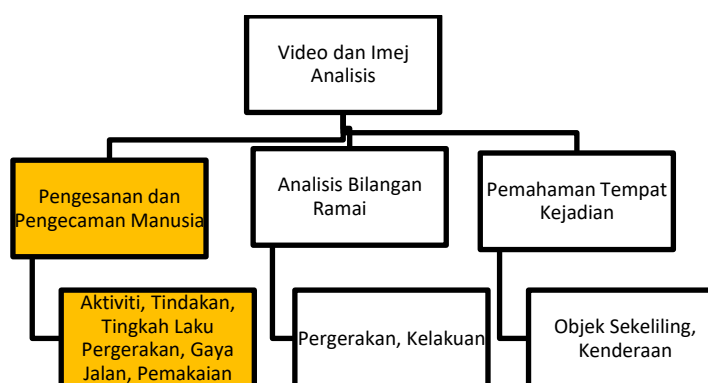 Video dan Imej
Analisis
Pengesanan dan
Pengecaman Manusia
Analisis Bilangan
Ramai
Pemahaman Tempat
Kejadian
Aktiviti, Tindakan,
Tingkah Laku
Pergerakan, Gaya
Jalan, Pemakaian
Pergerakan, Kelakuan
Objek Sekeliling,
Kenderaan